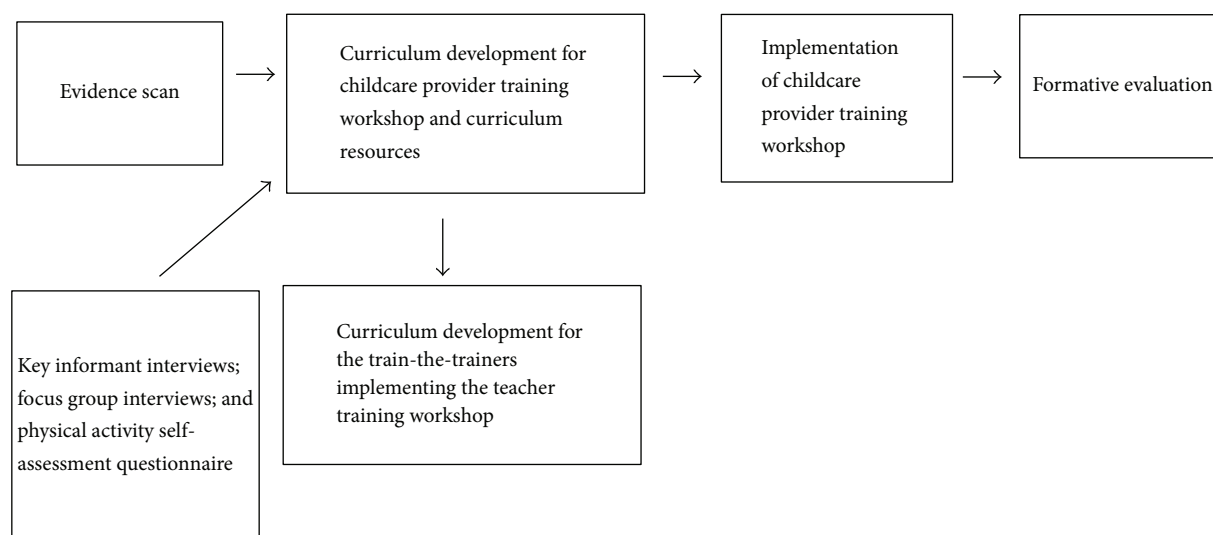 Evidence scan
Curriculum development for
childcare provider training
workshop and curriculum
resources
Implementation
of childcare
provider training
workshop
Formative evaluation
Key informant interviews;
focus group interviews; and
physical activity self-
assessment questionnaire
Curriculum development for
the train-the-trainers
implementing the teacher
training workshop